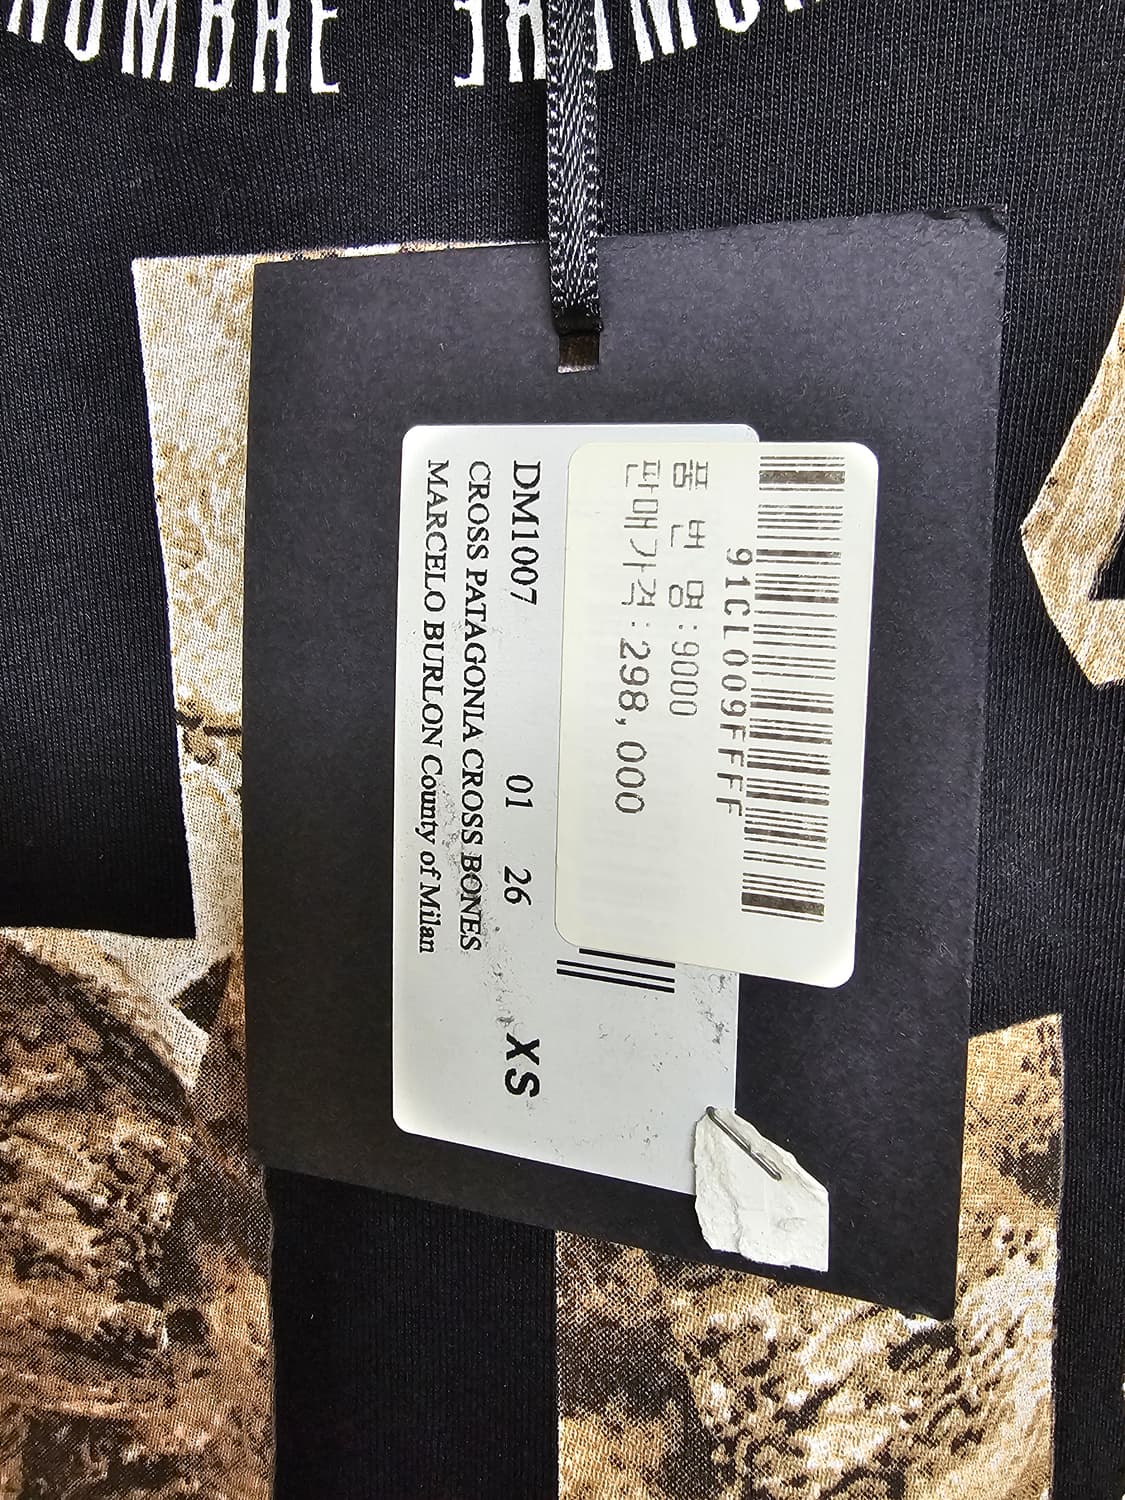 HOMBRE
91CL009FFF
품 번 명:9000
판매가격:298,000
DM1007 01 26 XS
CROSS PATAGONIA CROSS BONES
MARCELO BURLON County of Milan